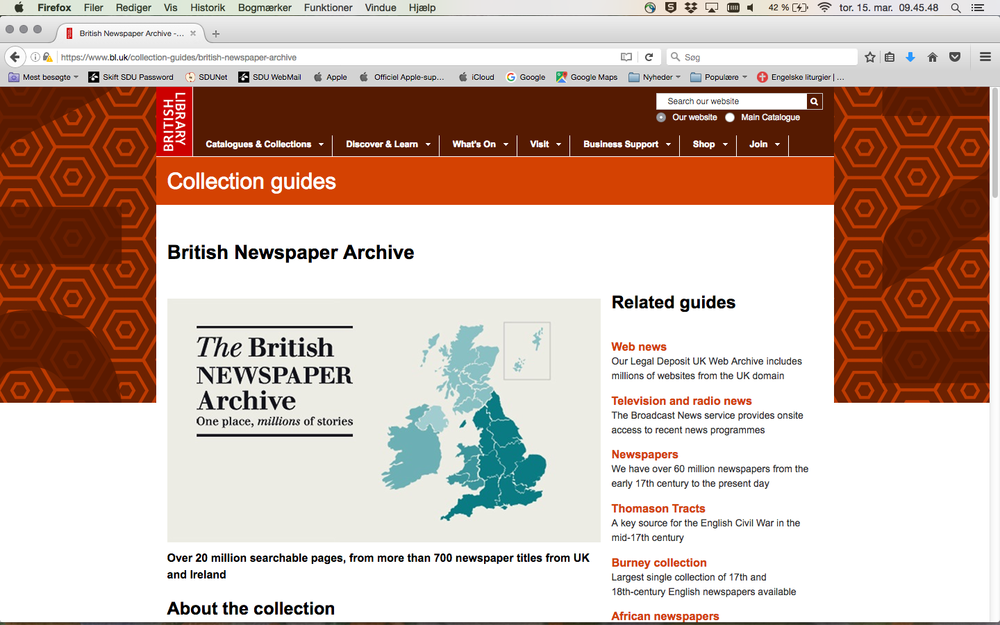 Firefox Filer Rediger Vis Historik Bogmærker Funktioner Vindue Hjælp 42 % tor. 15. mar. 09.45.48
British Newspaper Archive -...
https://www.bl.uk/collection-guides/british-newspaper-archive Søg
Mest besøgte Skift SDU Password SDUNet SDU WebMail Apple Officiel Apple-sup... iCloud Google Google Maps Nyheder Populære Engelske liturgier | ...
BRITISH
LIBRARY
Search our website
Our website Main Catalogue
Catalogues & Collections Discover & Learn What's On Visit Business Support Shop Join
Collection guides
British Newspaper Archive
The British
NEWSPAPER
Archive
One place, millions of stories
Over 20 million searchable pages, from more than 700 newspaper titles from UK
and Ireland
About the collection
Related guides
Web news
Our Legal Deposit UK Web Archive includes
millions of websites from the UK domain
Television and radio news
The Broadcast News service provides onsite
access to recent news programmes
Newspapers
We have over 60 million newspapers from the
early 17th century to the present day
Thomason Tracts
A key source for the English Civil War in the
mid-17th century
Burney collection
Largest single collection of 17th and
18th-century English newspapers available
African newspapers